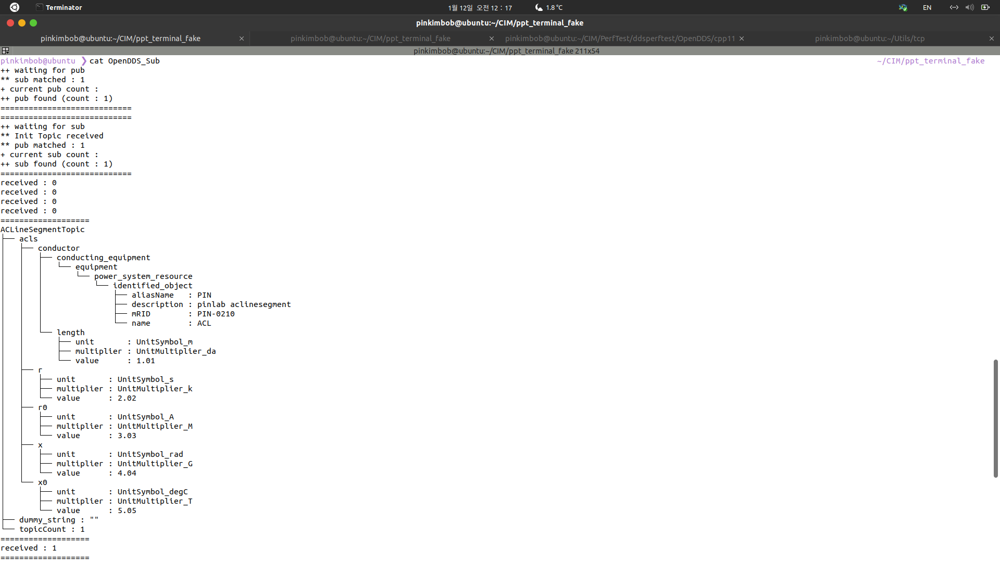 Terminator
1월 12일 오전 12 : 17
1.8 °C
EN
pinkimbob@ubuntu:~/CIM/ppt_terminal_fake
pinkimbob@ubuntu:~/CIM/ppt_terminal_fake ×
pinkimbob@ubuntu:~/CIM/ppt_terminal_fake ×
pinkimbob@ubuntu:~/CIM/PerfTest/ddsperftest/OpenDDS/cpp11 ×
pinkimbob@ubuntu:~/Utils/tcp ×
pinkimbob@ubuntu:~/CIM/ppt_terminal_fake 211x54
pinkimbob@ubuntu ❯ cat OpenDDS_Sub ~/CIM/ppt_terminal_fake
++ waiting for pub
** sub matched : 1
+ current pub count :
++ pub found (count : 1)
============================
============================
++ waiting for sub
** Init Topic received
** pub matched : 1
+ current sub count :
++ sub found (count : 1)
============================
received : 0
received : 0
received : 0
received : 0
===================
ACLineSegmentTopic
├── acls
│   ├── conductor
│   │   ├── conducting_equipment
│   │   │   └── equipment
│   │   │       └── power_system_resource
│   │   │           └── identified_object
│   │   │               ├── aliasName   : PIN
│   │   │               ├── description : pinlab aclinesegment
│   │   │               ├── mRID        : PIN-0210
│   │   │               └── name        : ACL
│   │   └── length
│   │       ├── unit       : UnitSymbol_m
│   │       ├── multiplier : UnitMultiplier_da
│   │       └── value      : 1.01
│   ├── r
│   │   ├── unit       : UnitSymbol_s
│   │   ├── multiplier : UnitMultiplier_k
│   │   └── value      : 2.02
│   ├── r0
│   │   ├── unit       : UnitSymbol_A
│   │   ├── multiplier : UnitMultiplier_M
│   │   └── value      : 3.03
│   ├── x
│   │   ├── unit       : UnitSymbol_rad
│   │   ├── multiplier : UnitMultiplier_G
│   │   └── value      : 4.04
│   └── x0
│       ├── unit       : UnitSymbol_degC
│       ├── multiplier : UnitMultiplier_T
│       └── value      : 5.05
├── dummy_string : ""
└── topicCount : 1
===================
received : 1
===================